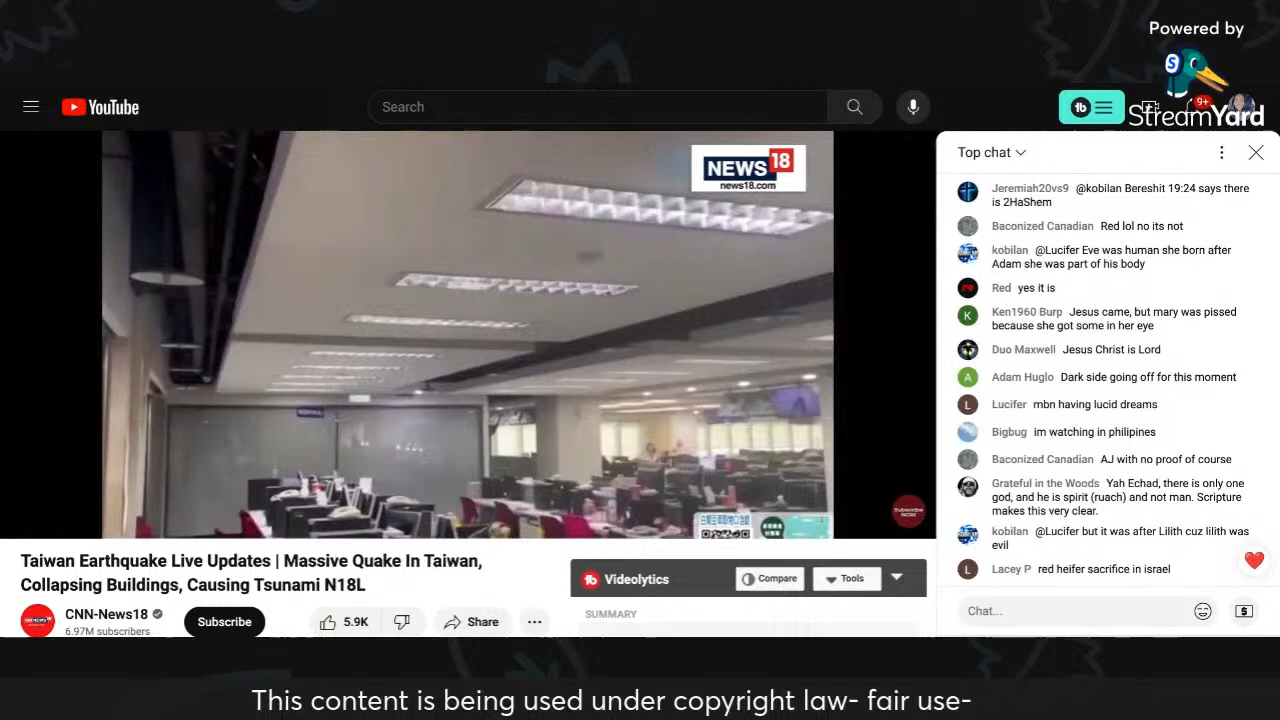 Powered by
StreamYard
YouTube
Search
9+
NEWS 18
news18.com
Subscribe
NOW
Taiwan Earthquake Live Updates | Massive Quake In Taiwan,
Collapsing Buildings, Causing Tsunami N18L
CNN-News18
6.97M subscribers
Subscribe
5.9K
Share
Videolytics
Compare
Tools
SUMMARY
Top chat
Jeremiah20vs9 @kobilan Bereshit 19:24 says there
is 2HaShem
Baconized Canadian Red lol no its not
kobilan @Lucifer Eve was human she born after
Adam she was part of his body
Red yes it is
Ken1960 Burp Jesus came, but mary was pissed
because she got some in her eye
Duo Maxwell Jesus Christ is Lord
Adam Huglo Dark side going off for this moment
Lucifer mbn having lucid dreams
Bigbug im watching in philipines
Baconized Canadian AJ with no proof of course
Grateful in the Woods Yah Echad, there is only one
god, and he is spirit (ruach) and not man. Scripture
makes this very clear.
kobilan @Lucifer but it was after Lilith cuz lilith was
evil
Lacey P red heifer sacrifice in israel
Chat...
This content is being used under copyright law- fair use-